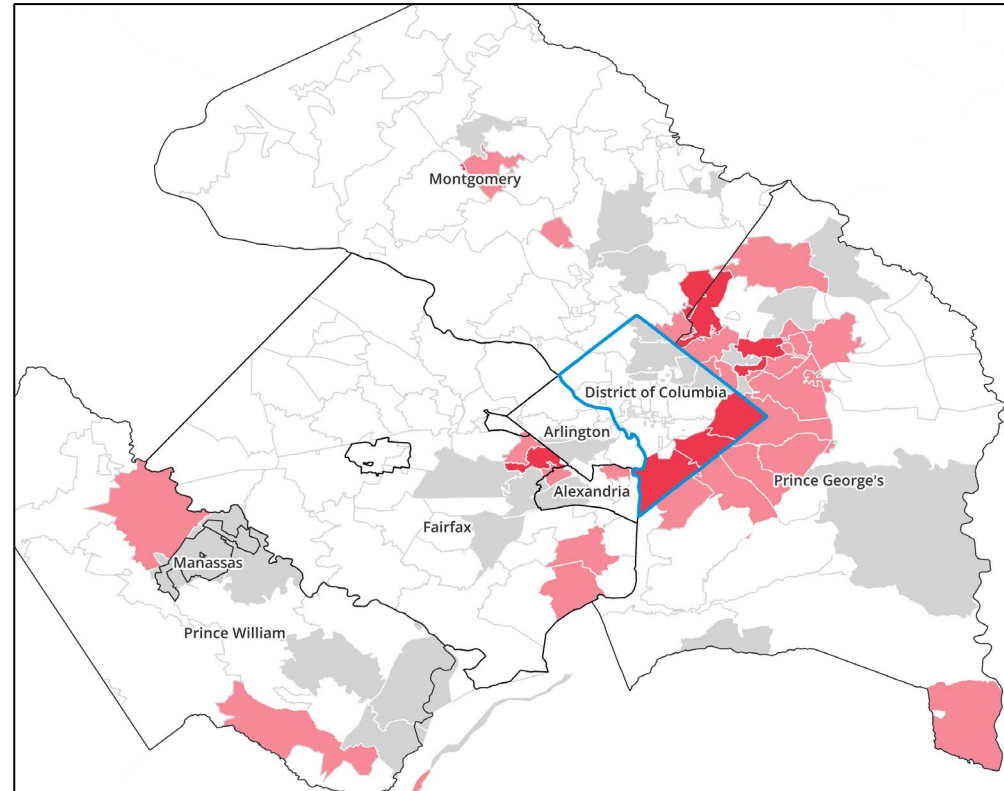 Montgomery
District of Columbia
Arlington
Prince George's
Alexandria
Fairfax
Manassas
Prince William